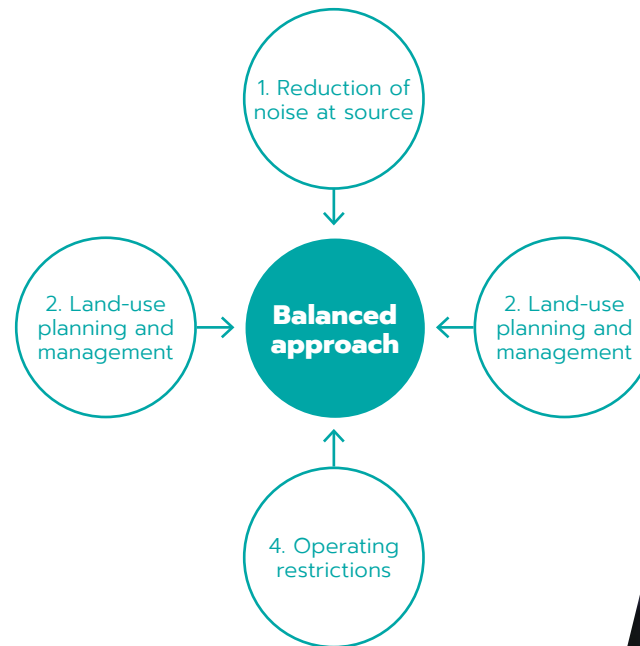 1. Reduction of
noise at source
2. Land-use
planning and
management
Balanced
approach
2. Land-use
planning and
management
4. Operating
restrictions